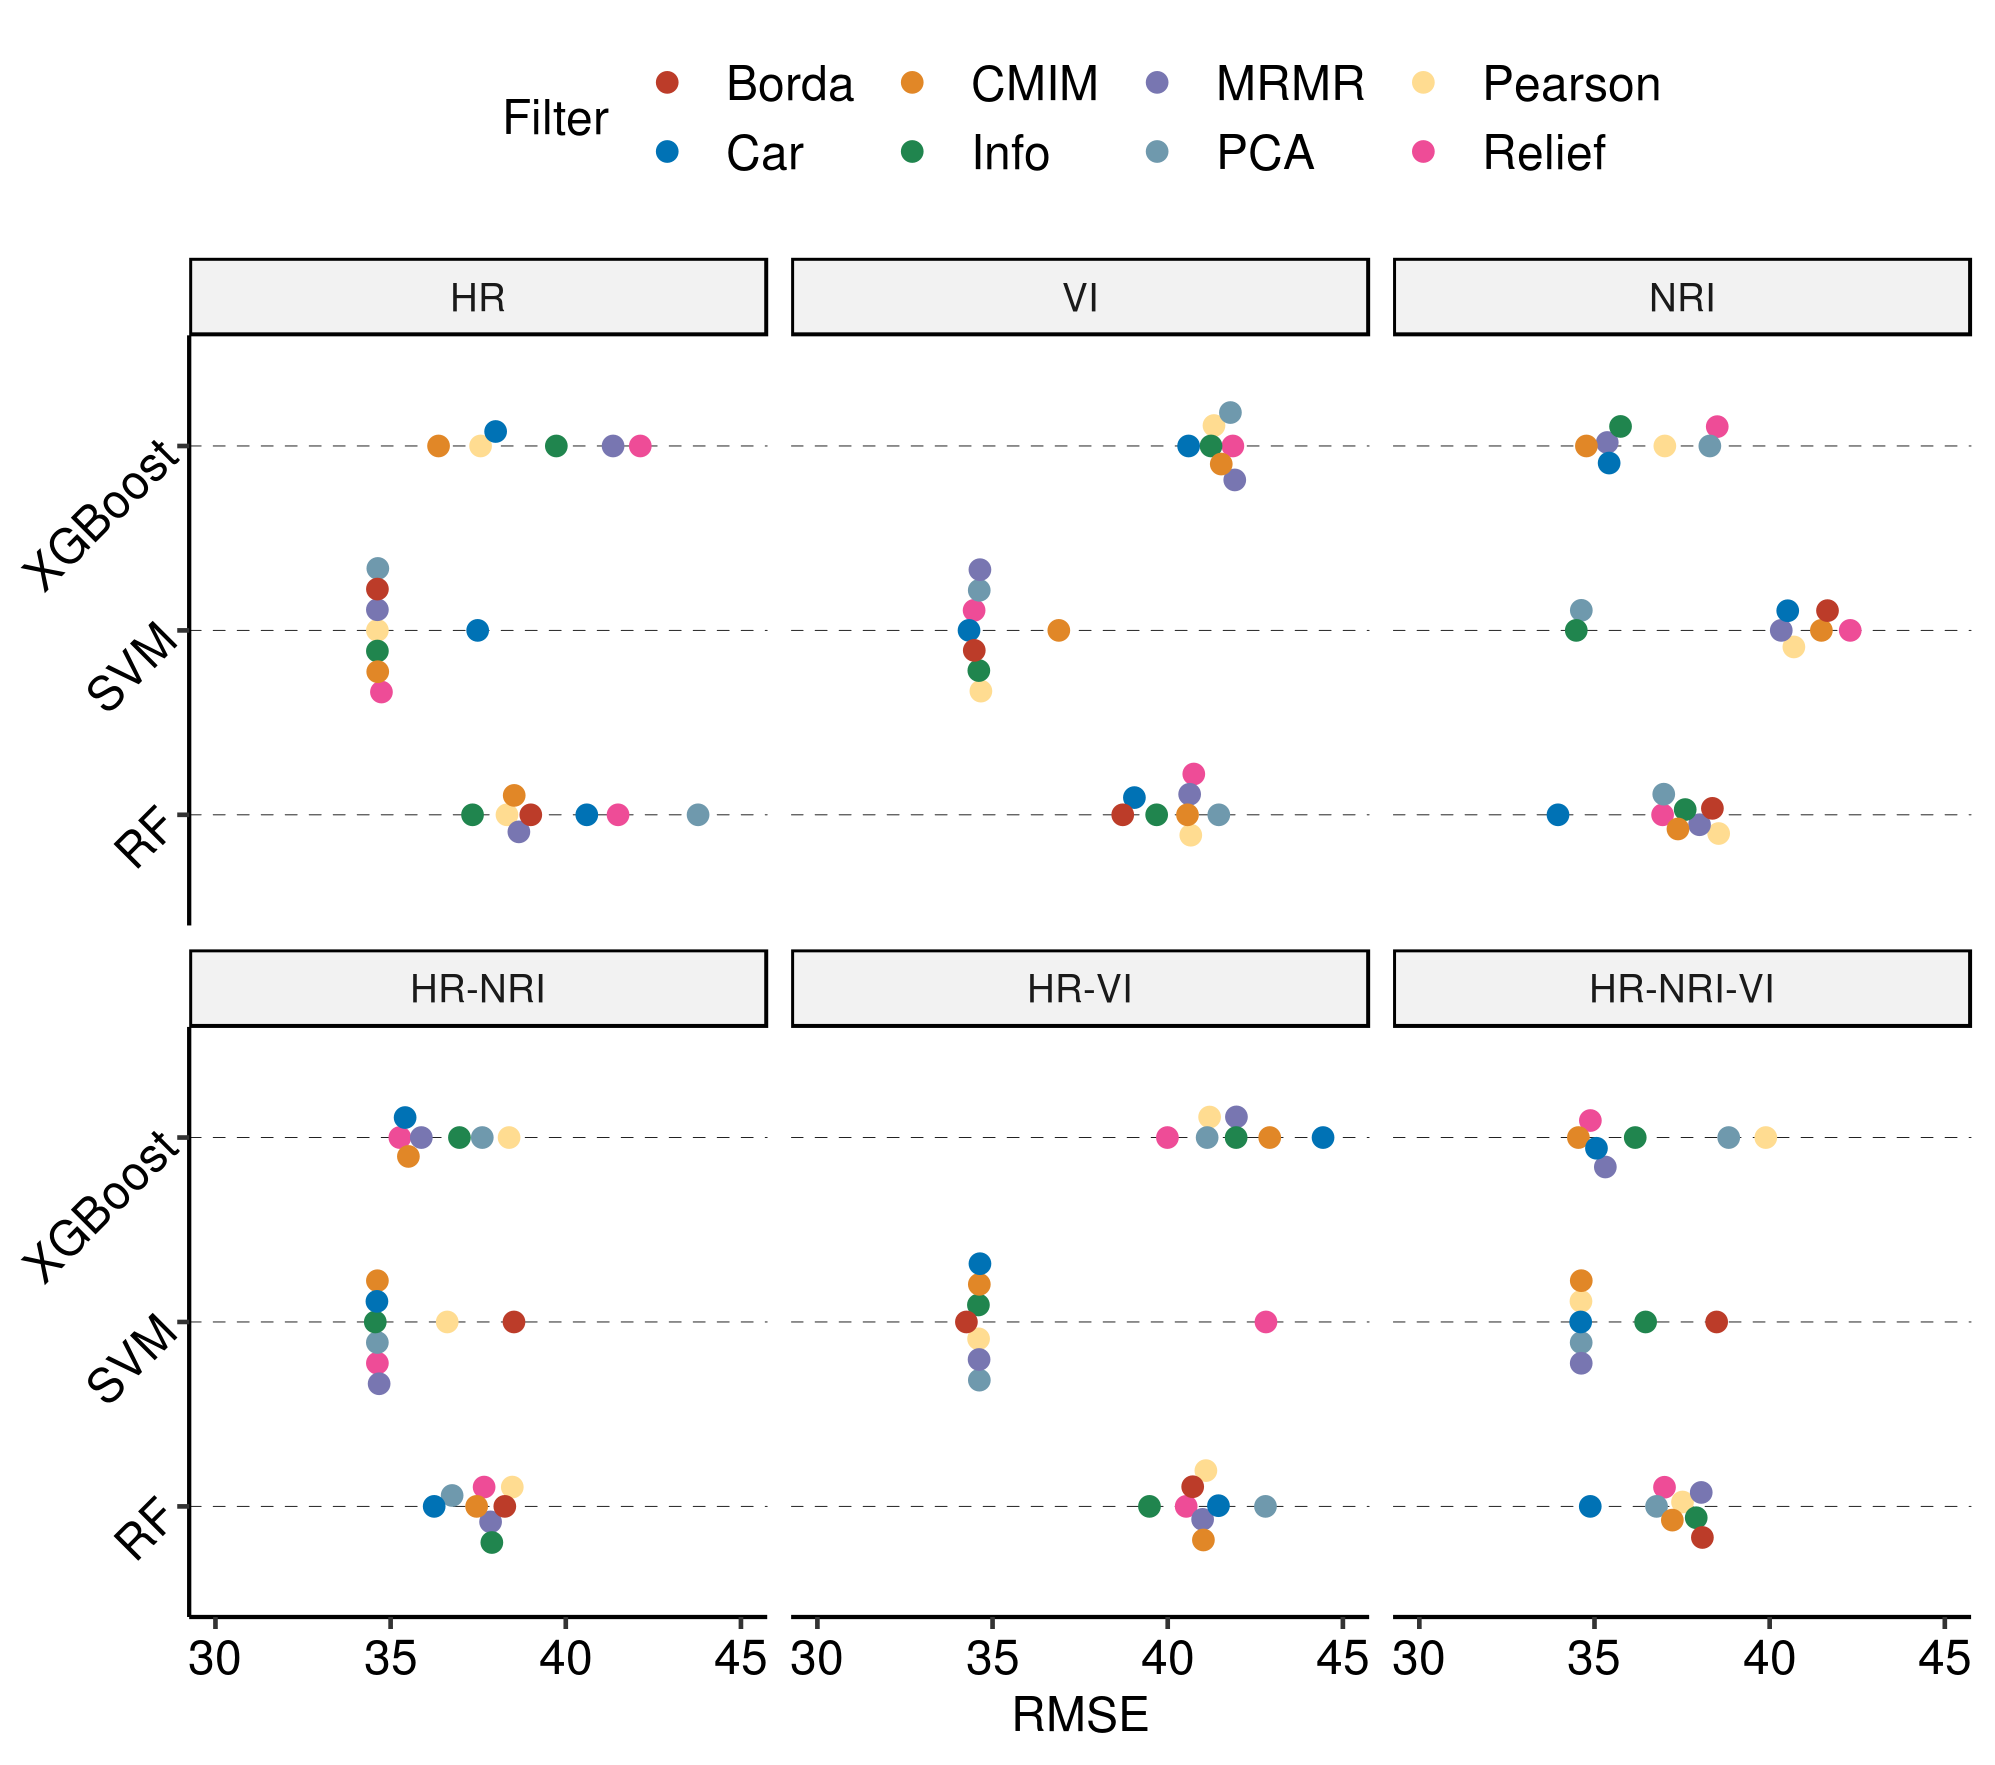 Filter
Borda CMIM MRMR Pearson
Car Info PCA Relief
HR VI NRI
XGBoost
SVM
RF
HR-NRI HR-VI HR-NRI-VI
XGBoost
SVM
RF
30 35 40 45 30 35 40 45 30 35 40 45
RMSE